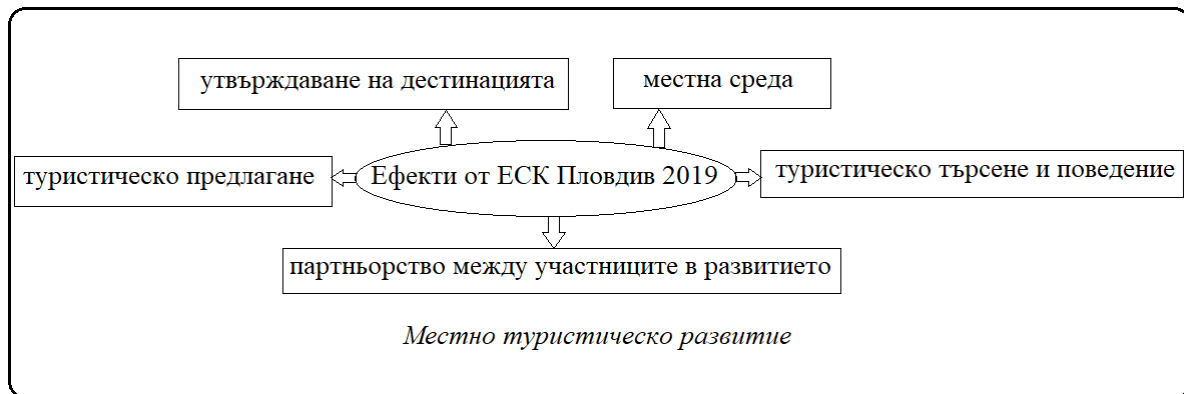 утвърждаване на дестинацията
местна среда
туристическо предлагане
Ефекти от ЕСК Пловдив 2019
туристическо търсене и поведение
партньорство между участниците в развитието
Местно туристическо развитие